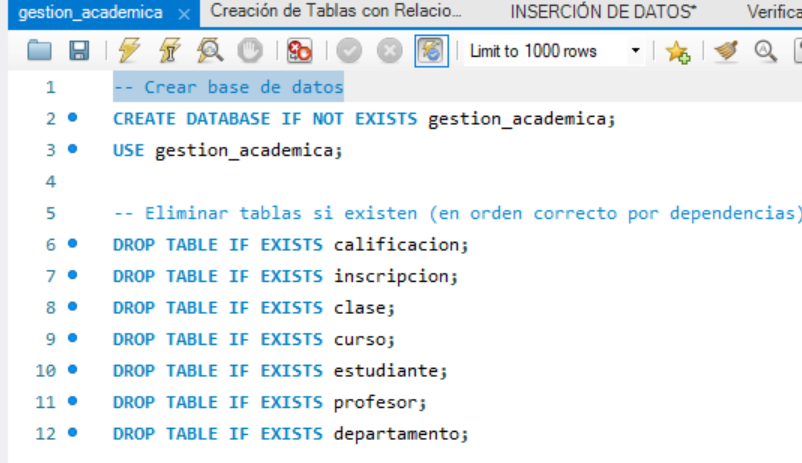 gestion_academica × Creación de Tablas con Relacio... INSERCIÓN DE DATOS* Verifica
Limit to 1000 rows
1 -- Crear base de datos
2 CREATE DATABASE IF NOT EXISTS gestion_academica;
3 USE gestion_academica;
4
5 -- Eliminar tablas si existen (en orden correcto por dependencias)
6 DROP TABLE IF EXISTS calificacion;
7 DROP TABLE IF EXISTS inscripcion;
8 DROP TABLE IF EXISTS clase;
9 DROP TABLE IF EXISTS curso;
10 DROP TABLE IF EXISTS estudiante;
11 DROP TABLE IF EXISTS profesor;
12 DROP TABLE IF EXISTS departamento;